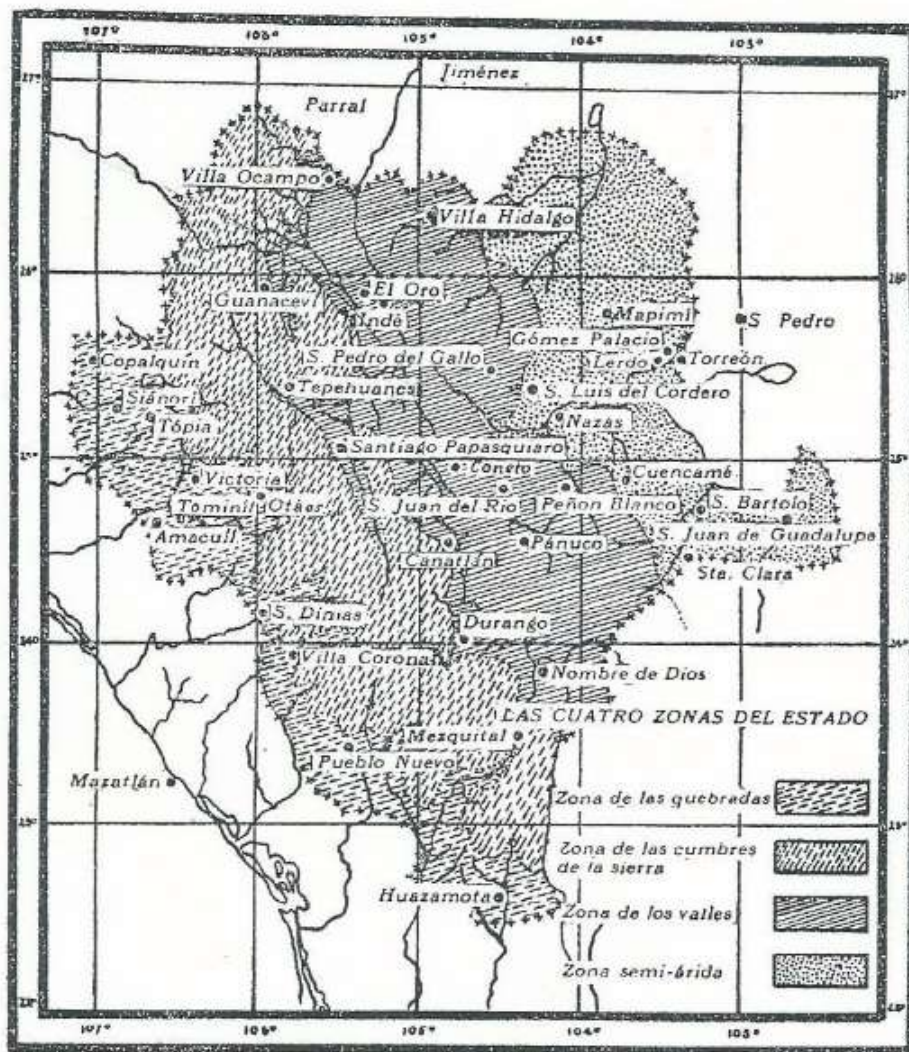 107° 106° 105° 104° 103°
Jiménez
Parral
Villa Ocampo
Villa Hidalgo
El Oro
Guanaceví
Indé
Mapimí
S. Pedro
Gómez Palacio
S. Pedro del Gallo
Lerdo
Torreón
Copalquín
Tepehuanes
S. Luis del Cordero
Siánori
Nazas
Tópia
Santiago Papasquiaro
Coneto
Cuencamé
Victoria
S. Juan del Río
Peñon Blanco
S. Bartolo
Tominil
Otáez
Amaculí
Canatlán
Pánuco
S. Juan de Guadalupe
Sta. Clara
S. Dimas
Durango
Villa Corona
Nombre de Dios
LAS CUATRO ZONAS DEL ESTADO
Mezquital
Pueblo Nuevo
Mazatlán
Zona de las quebradas
Zona de las cumbres
de la sierra
Huazamota
Zona de los valles
Zona semi-árida
107° 106° 105° 104° 103°